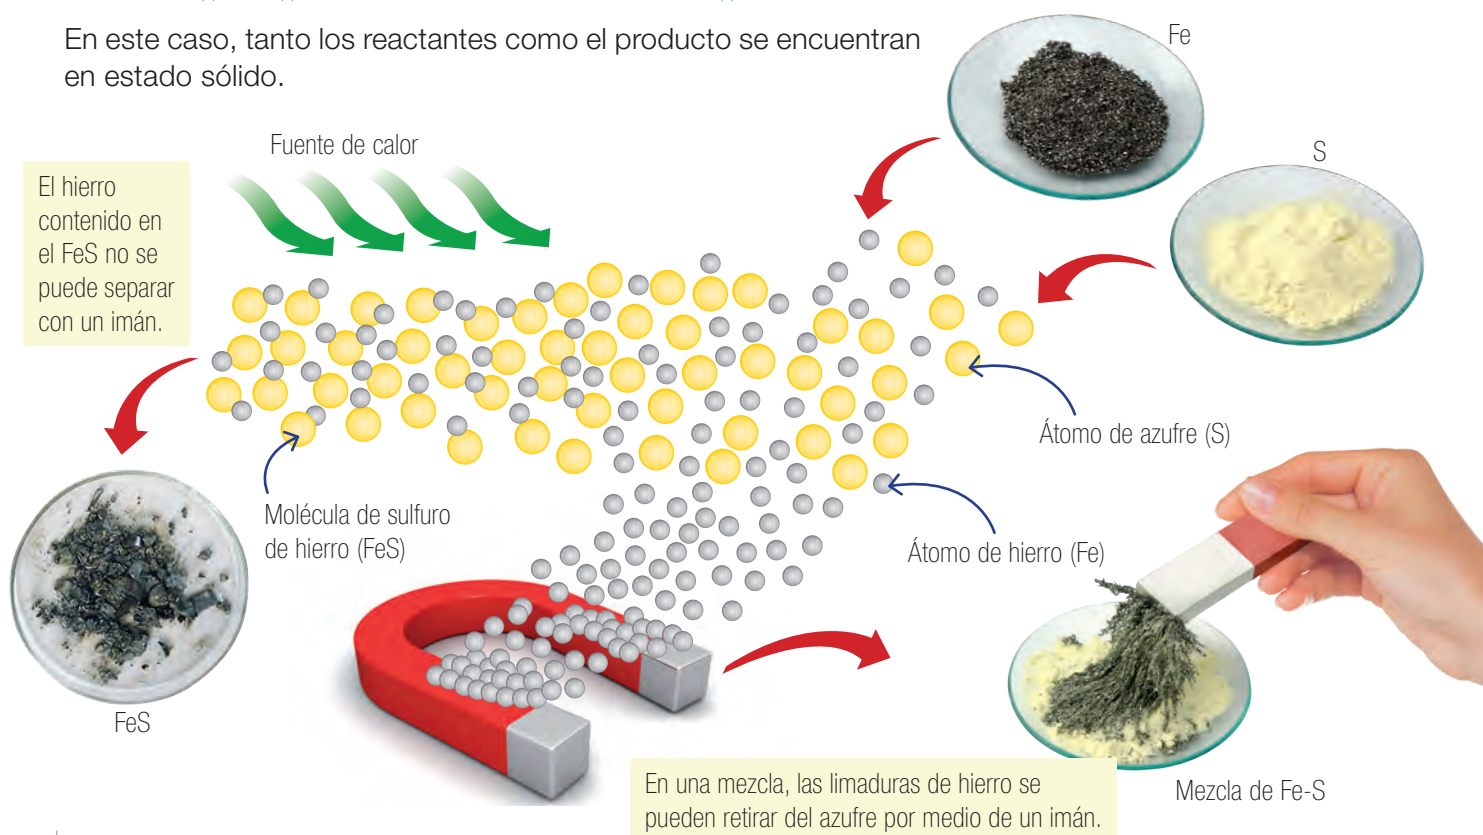 En este caso, tanto los reactantes como el producto se encuentran
en estado sólido.
Fe
S
Fuente de calor
El hierro
contenido en
el FeS no se
puede separar
con un imán.
Átomo de azufre (S)
Molécula de sulfuro
de hierro (FeS)
Átomo de hierro (Fe)
FeS
En una mezcla, las limaduras de hierro se
pueden retirar del azufre por medio de un imán.
Mezcla de Fe-S